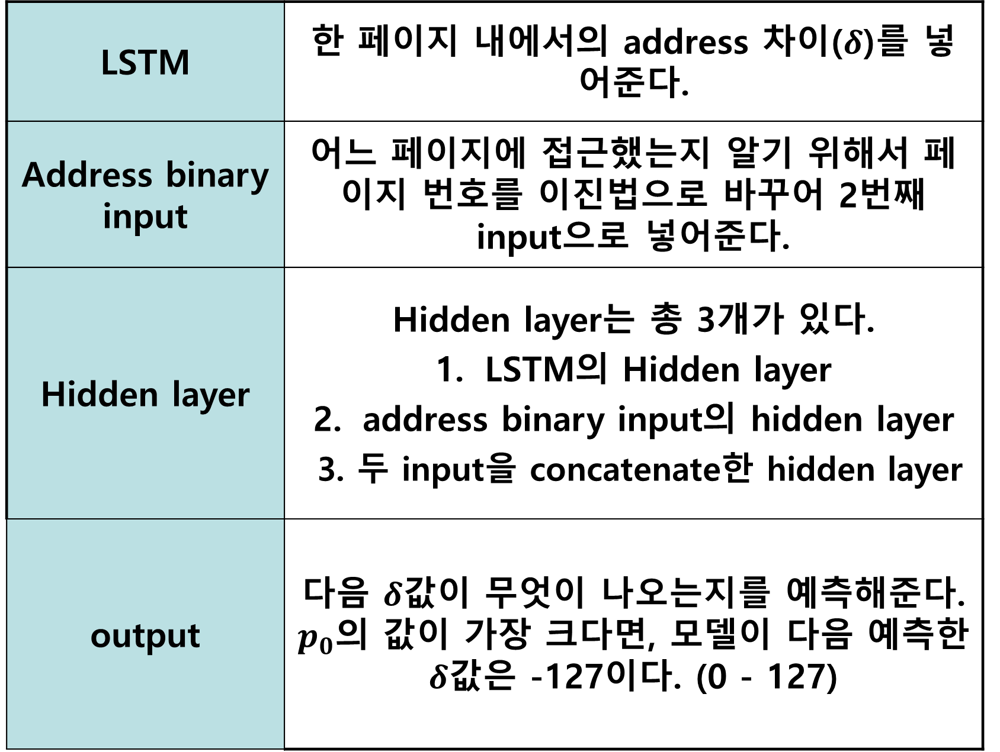 LSTM
한 페이지 내에서의 address 차이(δ)를 넣
어준다.
Address binary
input
어느 페이지에 접근했는지 알기 위해서 페
이지 번호를 이진법으로 바꾸어 2번째
input으로 넣어준다.
Hidden layer
Hidden layer는 총 3개가 있다.
1. LSTM의 Hidden layer
2. address binary input의 hidden layer
3. 두 input을 concatenate한 hidden layer
output
다음 δ값이 무엇이 나오는지를 예측해준다.
p₀의 값이 가장 크다면, 모델이 다음 예측한
δ값은 -127이다. (0 - 127)